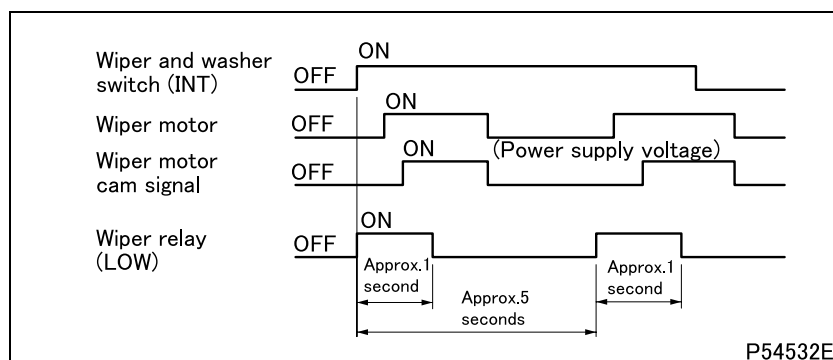 ON
Wiper and washer
switch (INT)
OFF
ON
Wiper motor
OFF
(Power supply voltage)
Wiper motor
cam signal
OFF
ON
ON
Wiper relay
(LOW)
OFF
Approx.1
second
Approx.5
seconds
Approx.1
second
P54532E